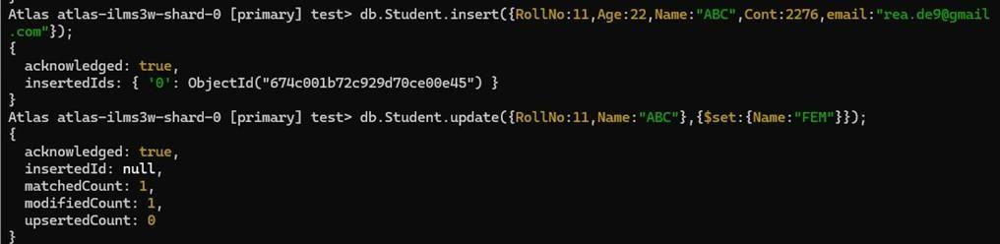 Atlas atlas-ilms3w-shard-0 [primary] test> db.Student.insert({RollNo:11,Age:22,Name:"ABC",Cont:2276,email:"rea.de9@gmail
.com"});
{
  acknowledged: true,
  insertedIds: { '0': ObjectId("674c001b72c929d70ce00e45") }
}
Atlas atlas-ilms3w-shard-0 [primary] test> db.Student.update({RollNo:11,Name:"ABC"},{$set:{Name:"FEM"}});
{
  acknowledged: true,
  insertedId: null,
  matchedCount: 1,
  modifiedCount: 1,
  upsertedCount: 0
}